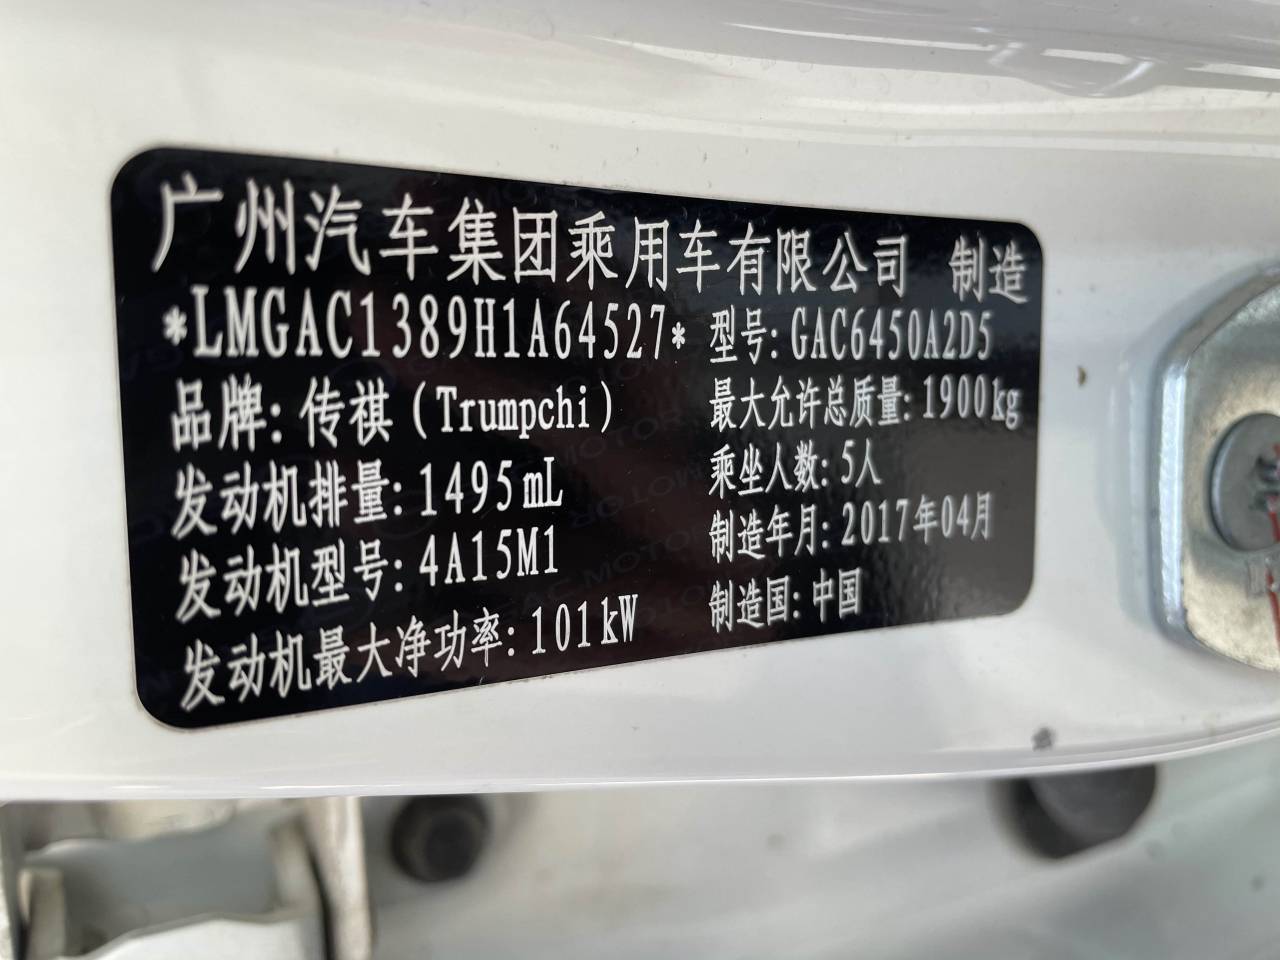 广州汽车集团乘用车有限公司 制造
*LMGAC1389H1A64527* 型号: GAC6450A2D5
品牌: 传祺 (Trumpchi) 最大允许总质量: 1900kg
发动机排量: 1495mL 乘坐人数: 5人
发动机型号: 4A15M1 制造年月: 2017年04月
发动机最大净功率: 101kW 制造国: 中国